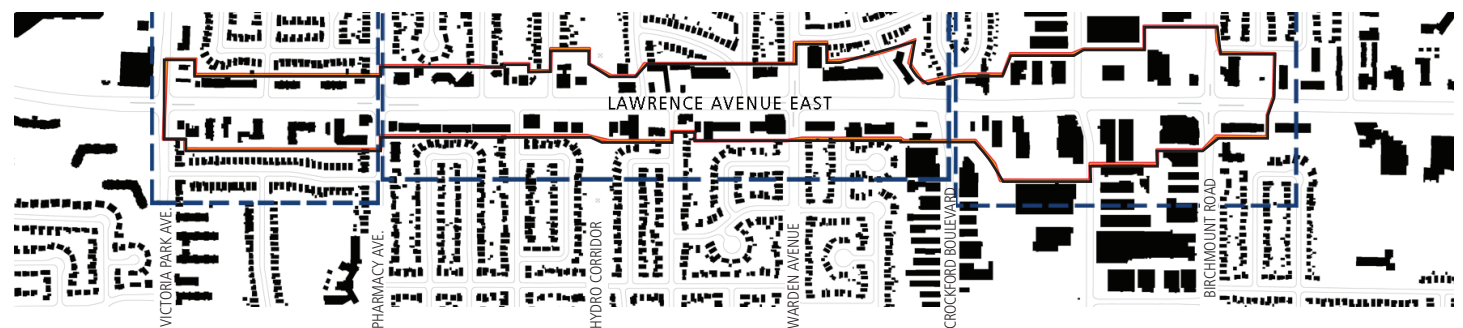 LAWRENCE AVENUE EAST
VICTORIA PARK AVE.
PHARMACY AVE.
HYDRO CORRIDOR
WARDEN AVENUE
CROCKFORD BOULEVARD
BIRCHMOUNT ROAD